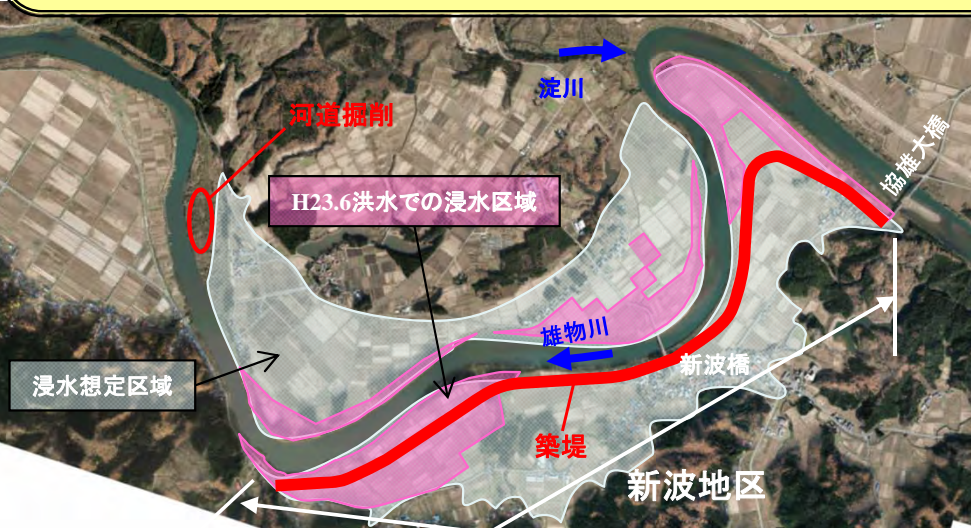 淀川
河道掘削
協雄大橋
H23.6洪水での浸水区域
雄物川
新波橋
浸水想定区域
築堤
新波地区